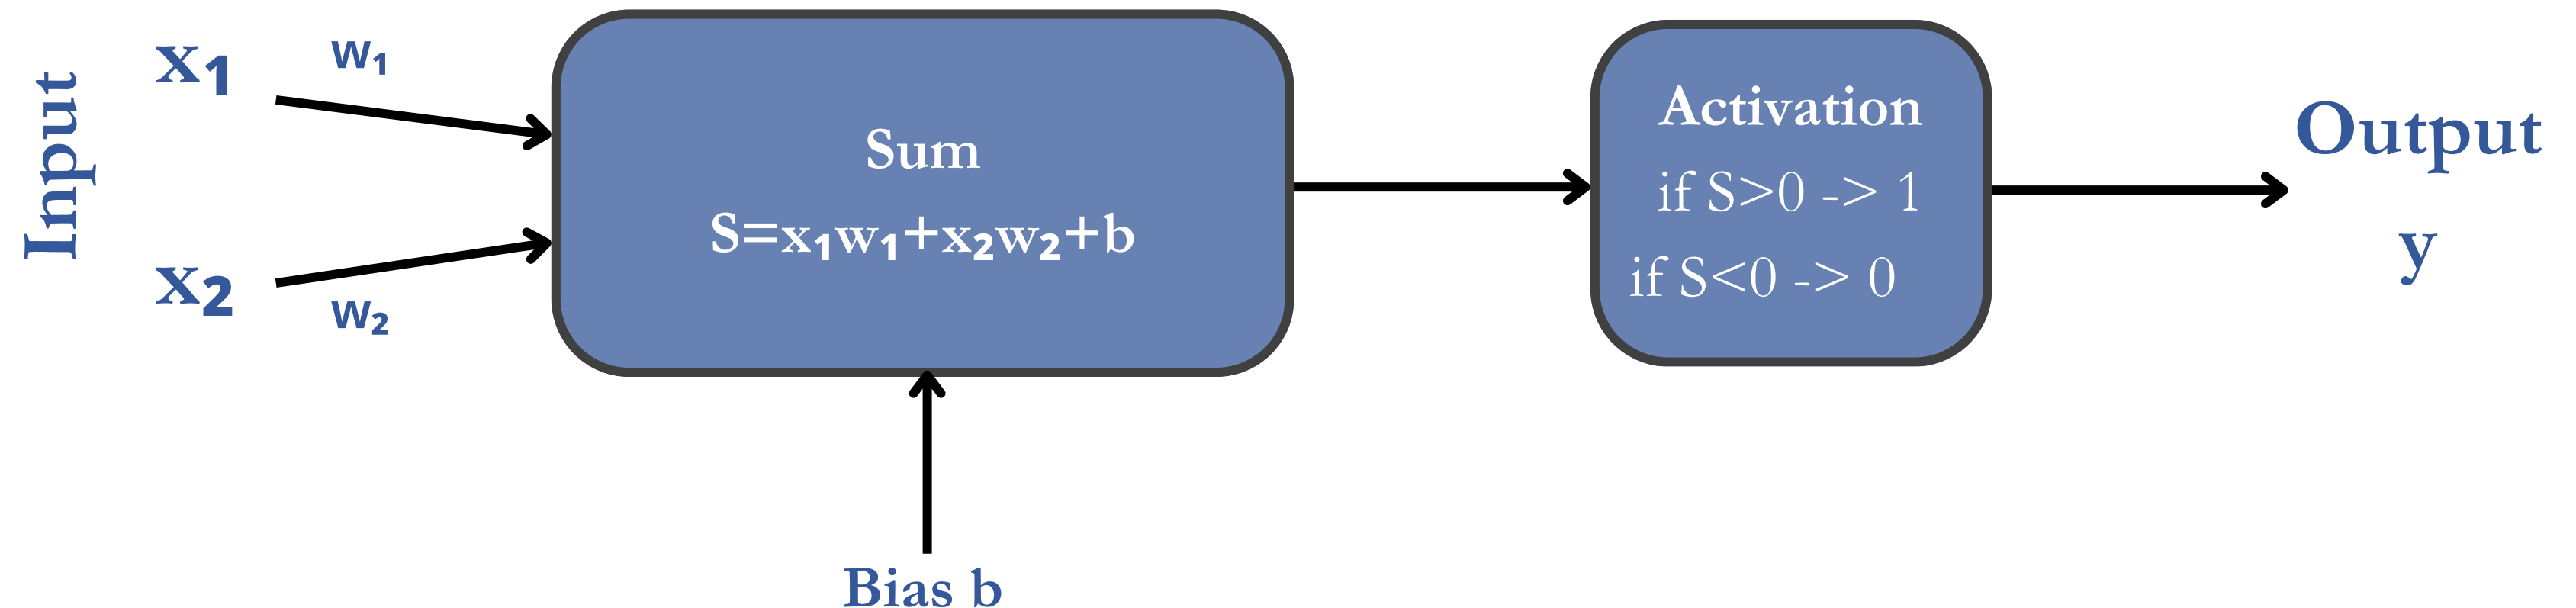 Input
x₁
w₁
x₂
w₂
Sum
S=x₁w₁+x₂w₂+b
Bias b
Activation
if S>0 -> 1
if S<0 -> 0
Output
y